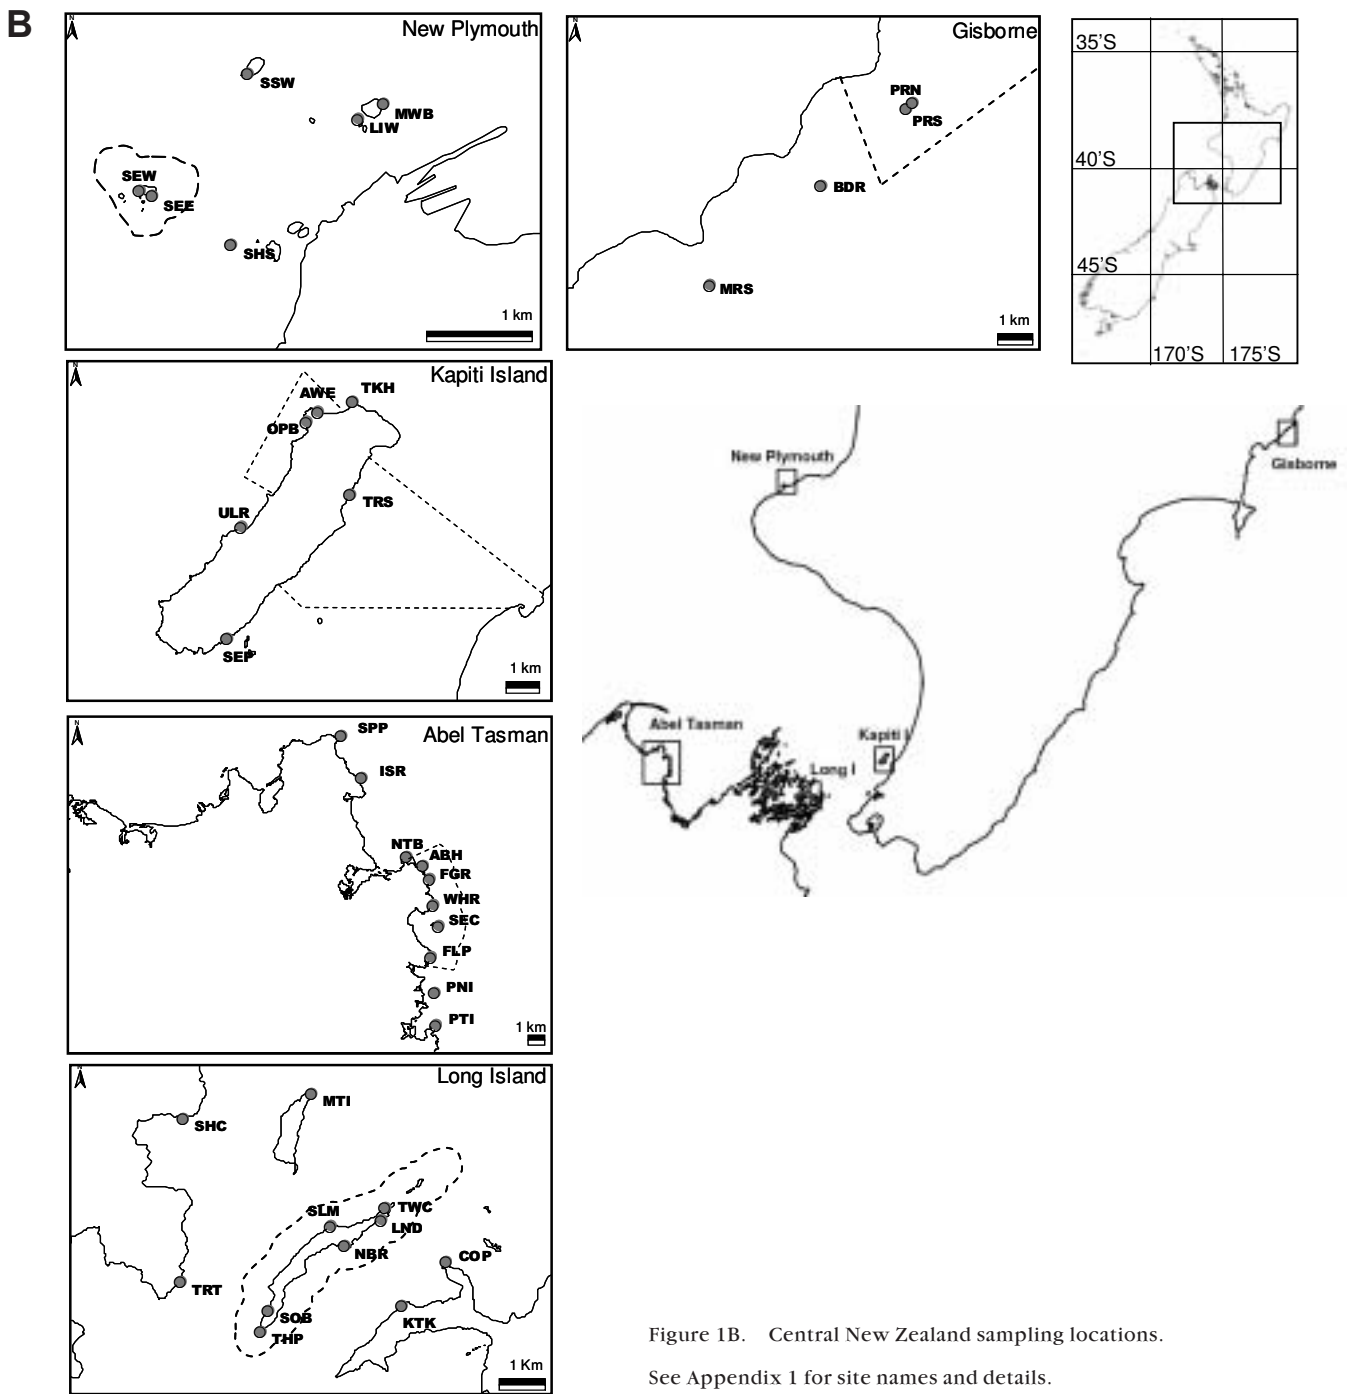 B
New Plymouth
N
SSW
MWB
LIW
SEW
SEE
SHS
1 km
Gisborne
N
PRN
PRS
BDR
MRS
1 km
35'S
40'S
45'S
170'S
175'S
Kapiti Island
N
AWE
TKH
OPB
TRS
ULR
SEP
1 km
New Plymouth
Gisborne
Abel Tasman
Kapiti I
Long I
Abel Tasman
N
SPP
ISR
NTB
ABH
FGR
WHR
SEC
FLP
PNI
PTI
1 km
Long Island
N
MTI
SHC
SLM
TWC
LND
NBR
COP
TRT
SOB
KTK
THP
1 Km
Figure 1B. Central New Zealand sampling locations.
See Appendix 1 for site names and details.